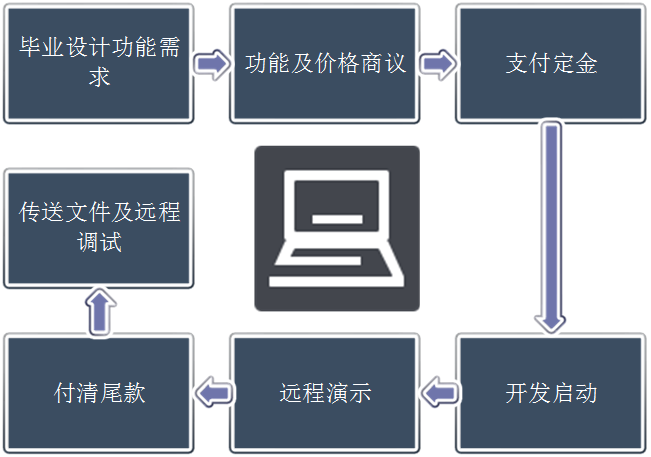 毕业设计功能需
求
功能及价格商议
支付定金
传送文件及远程
调试
付清尾款
远程演示
开发启动